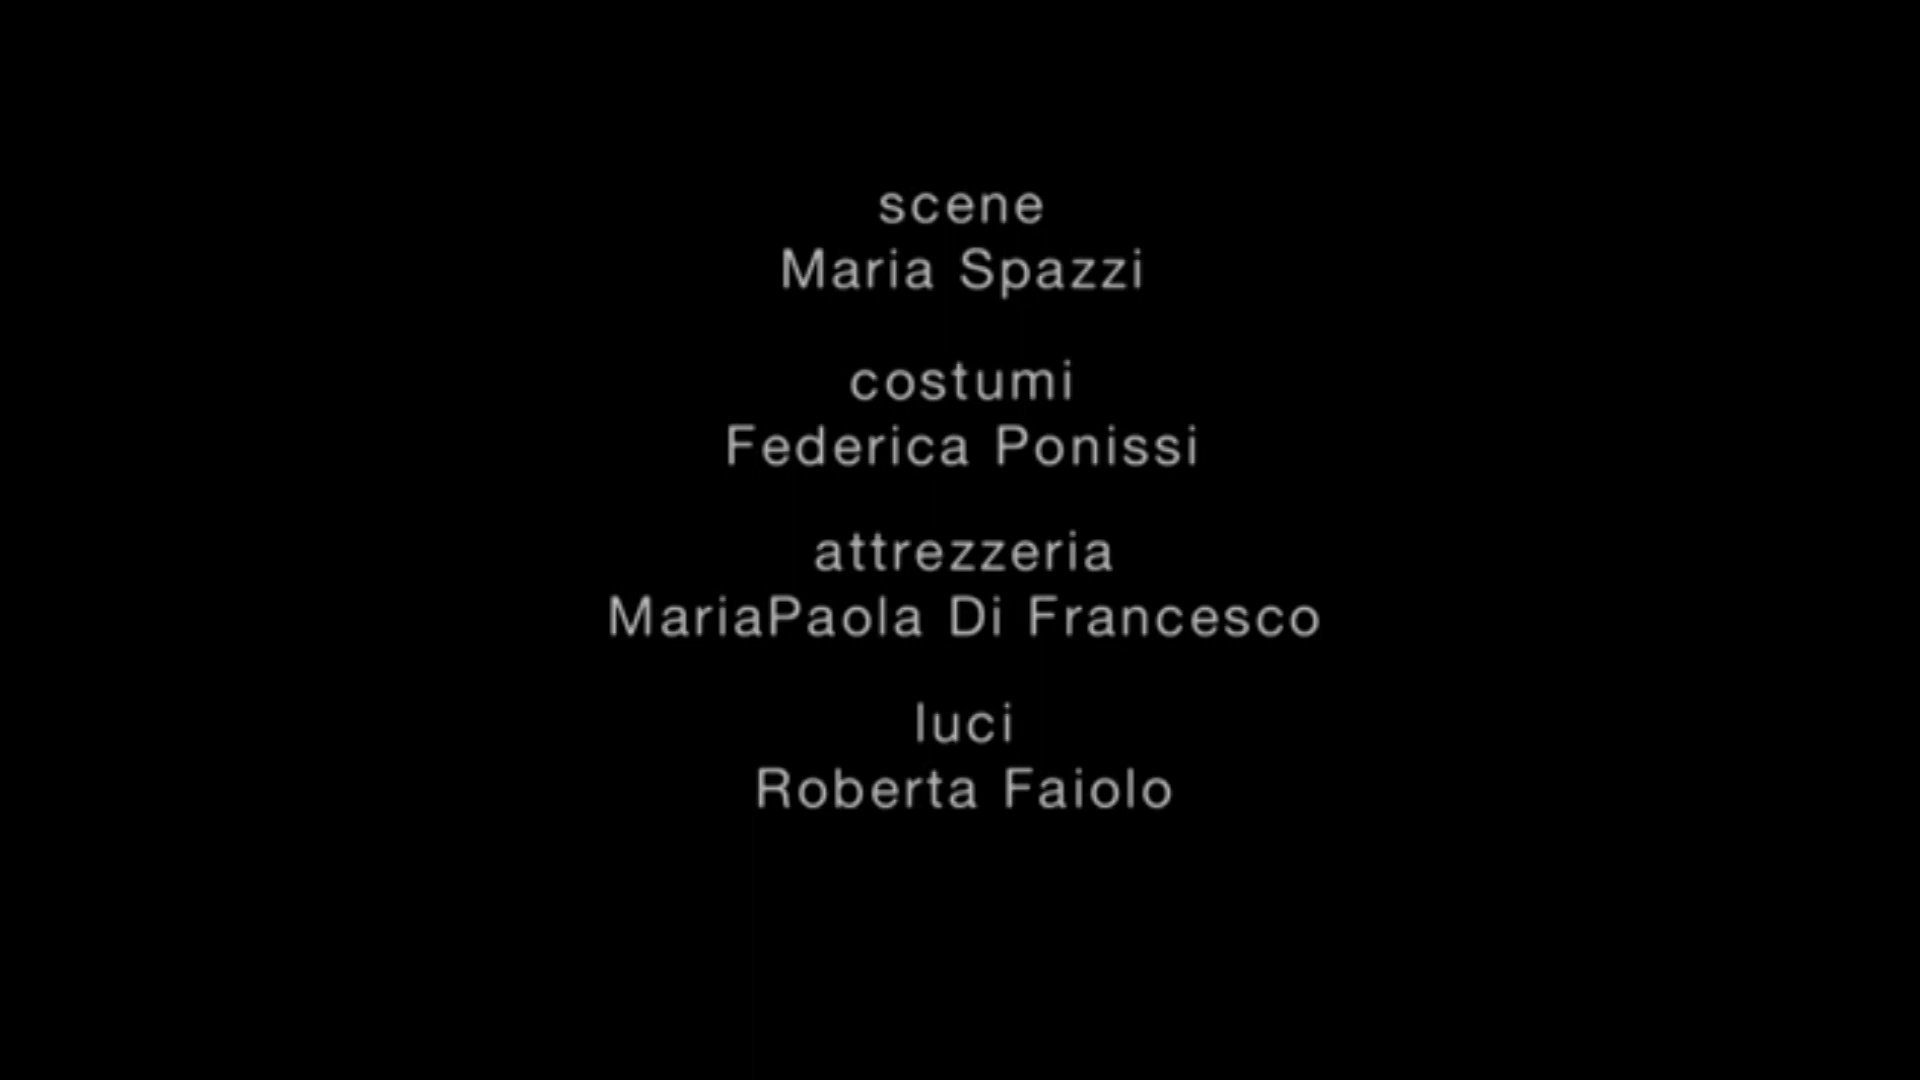 scene
Maria Spazzi
costumi
Federica Ponissi
attrezzeria
MariaPaola Di Francesco
luci
Roberta Faiolo